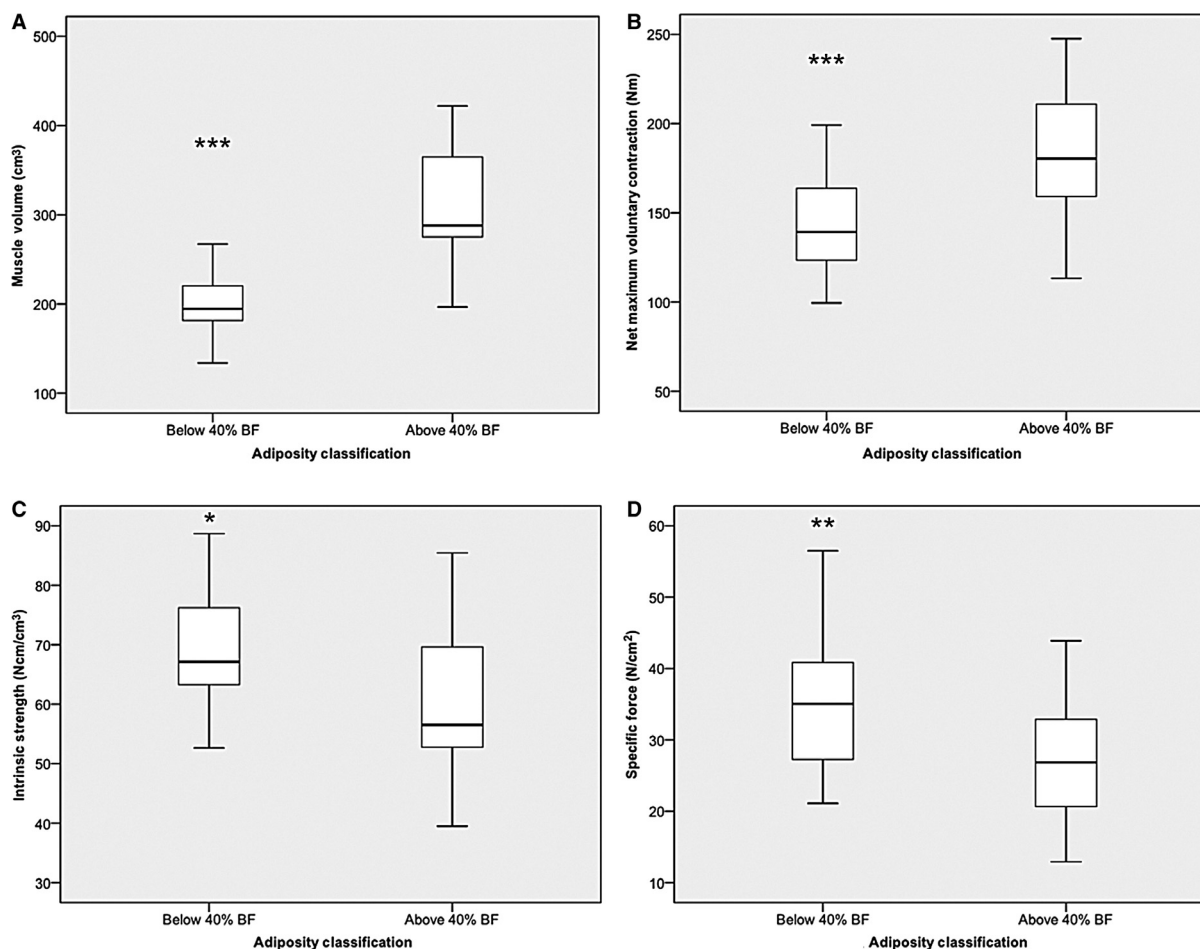 A
Muscle volume (cm³)
500
400
300
200
100
***
Below 40% BF
Above 40% BF
Adiposity classification
B
Net maximum voluntary contraction (Nm)
250
200
150
100
50
***
Below 40% BF
Above 40% BF
Adiposity classification
C
Intrinsic strength (Ncm/cm³)
90
80
70
60
50
40
30
*
Below 40% BF
Above 40% BF
Adiposity classification
D
Specific force (N/cm²)
60
50
40
30
20
10
**
Below 40% BF
Above 40% BF
Adiposity classification